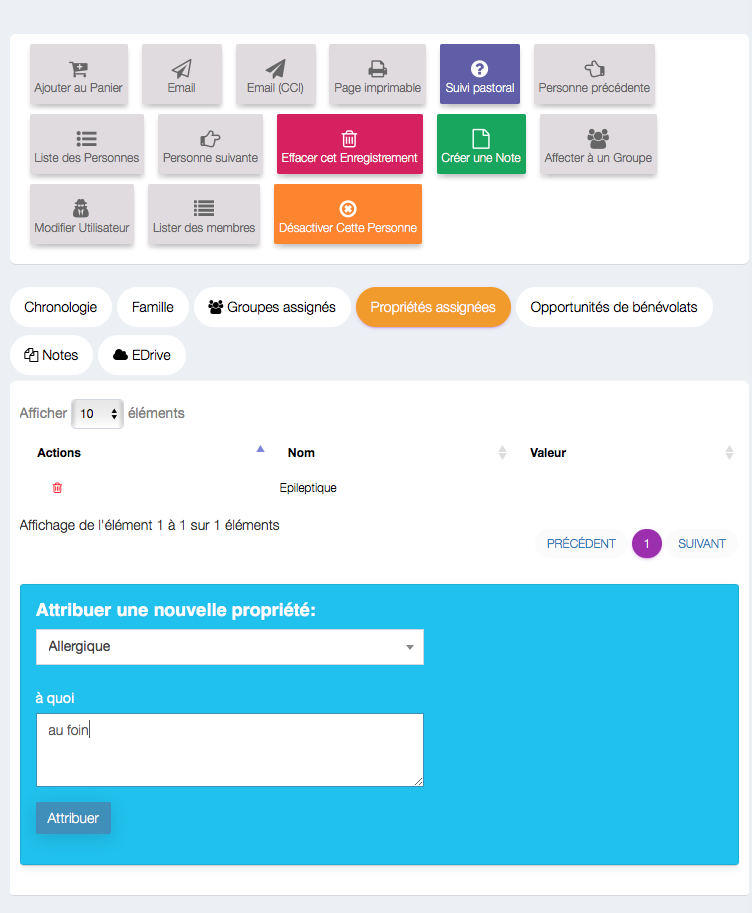 Ajouter au Panier
Email
Email (CCI)
Page imprimable
Suivi pastoral
Personne précédente
Liste des Personnes
Personne suivante
Effacer cet Enregistrement
Créer une Note
Affecter à un Groupe
Modifier Utilisateur
Lister des membres
Désactiver Cette Personne
Chronologie
Famille
Groupes assignés
Propriétés assignées
Opportunités de bénévolats
Notes
EDrive
Afficher 10 éléments
Actions Nom Valeur
Epileptique
Affichage de l'élément 1 à 1 sur 1 éléments
PRÉCÉDENT 1 SUIVANT
Attribuer une nouvelle propriété:
Allergique
à quoi
au foin
Attribuer